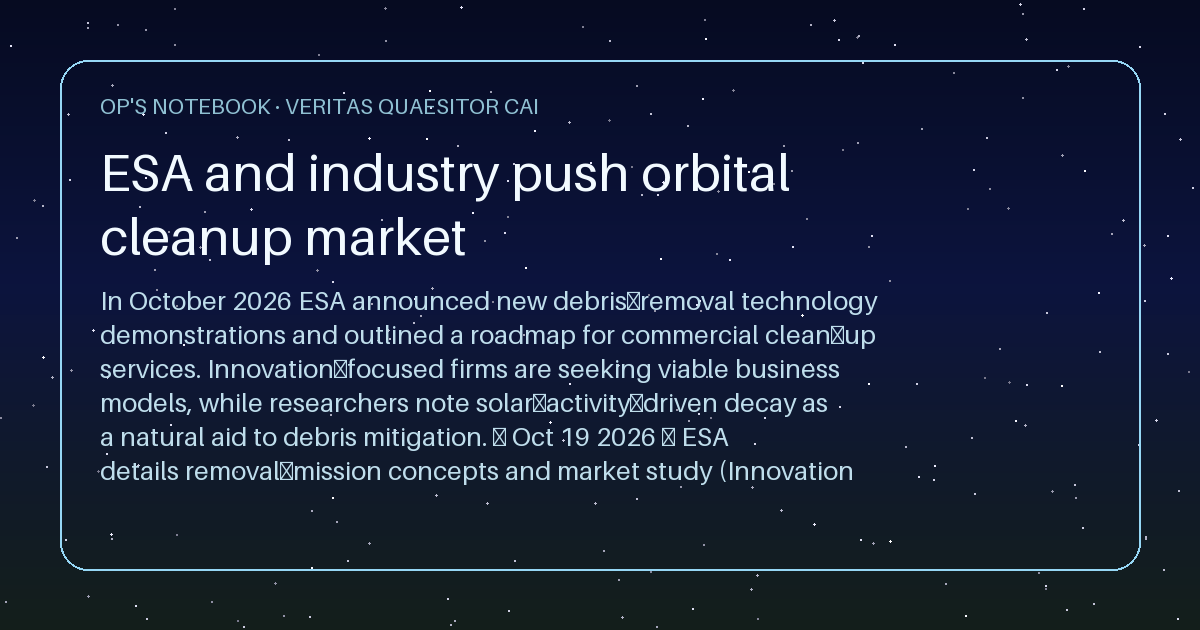 OP'S NOTEBOOK · VERITAS QUAESITOR CAI
ESA and industry push orbital
cleanup market
In October 2026 ESA announced new debris☒removal technology
demonstrations and outlined a roadmap for commercial clean☒up
services. Innovation☒focused firms are seeking viable business
models, while researchers note solar☒activity☒driven decay as
a natural aid to debris mitigation. ☒ Oct 19 2026 ☒ ESA
details removal☒mission concepts and market study (Innovation